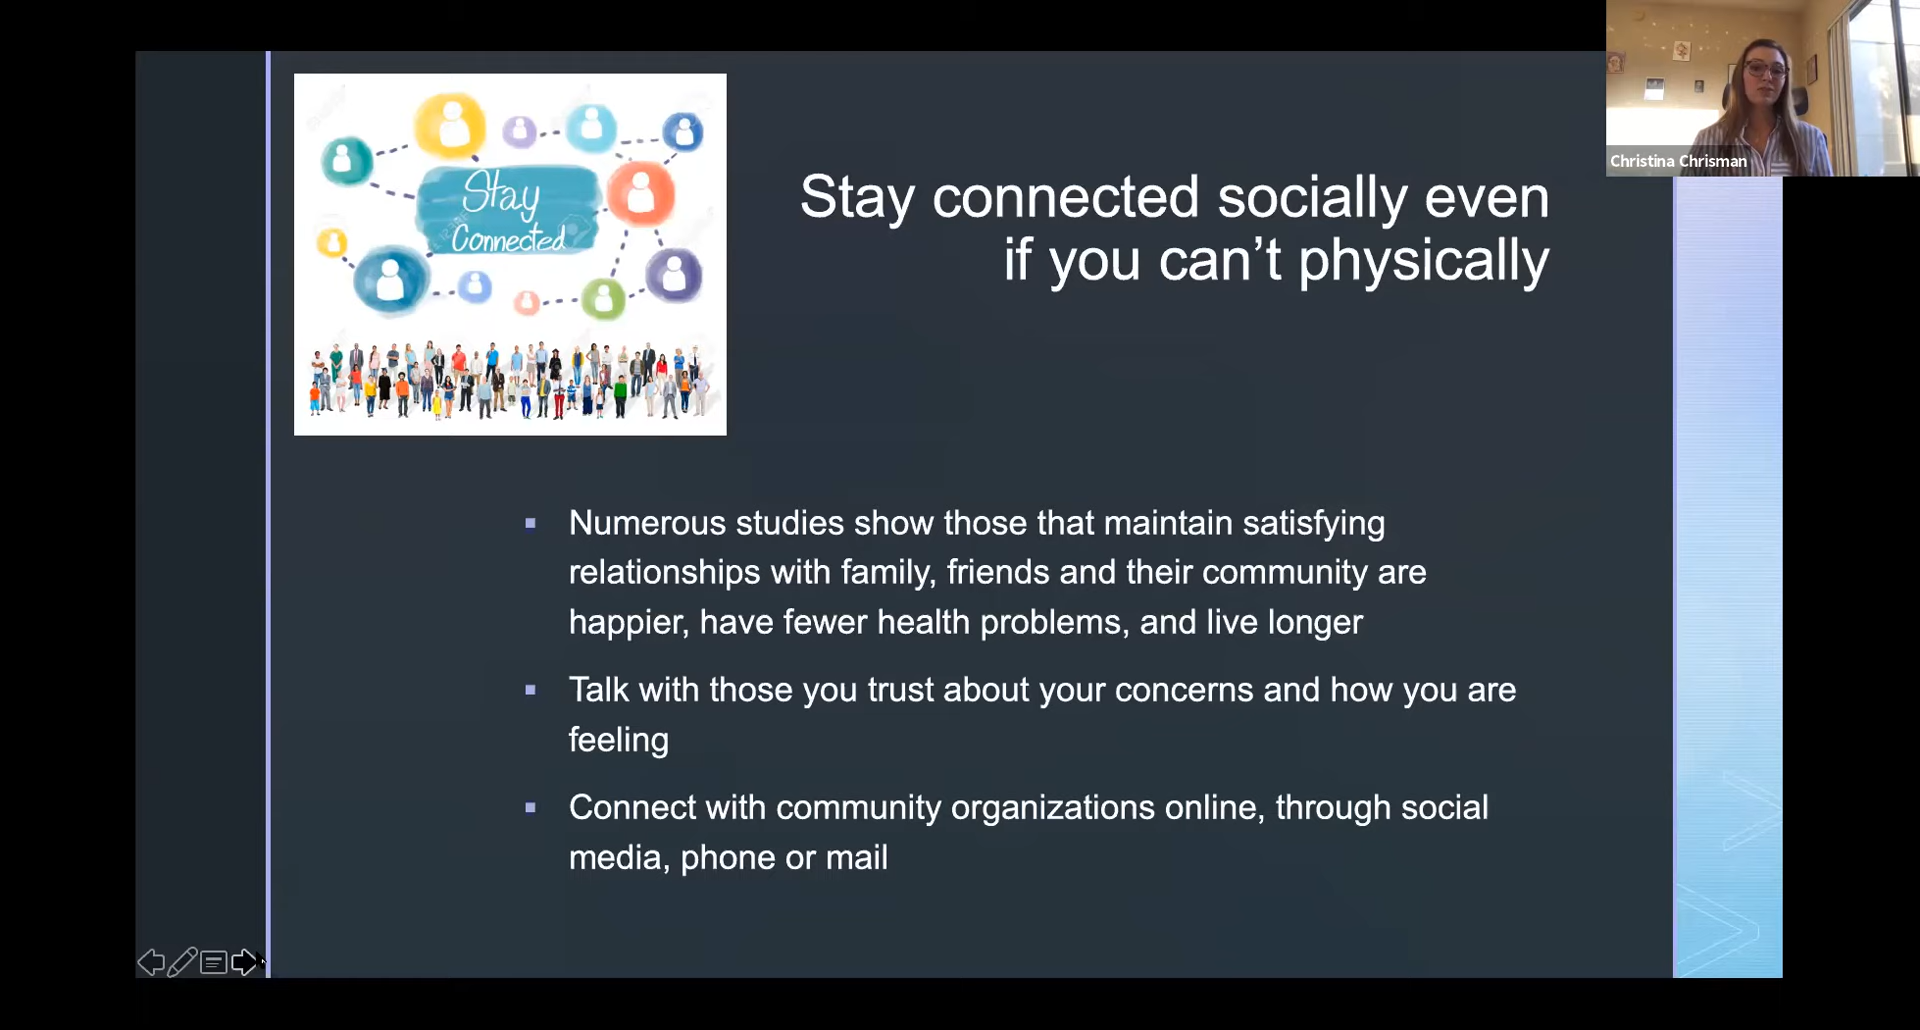 Christina Chrisman
Stay
Connected
Stay connected socially even
if you can’t physically
▪ Numerous studies show those that maintain satisfying
relationships with family, friends and their community are
happier, have fewer health problems, and live longer
▪ Talk with those you trust about your concerns and how you are
feeling
▪ Connect with community organizations online, through social
media, phone or mail